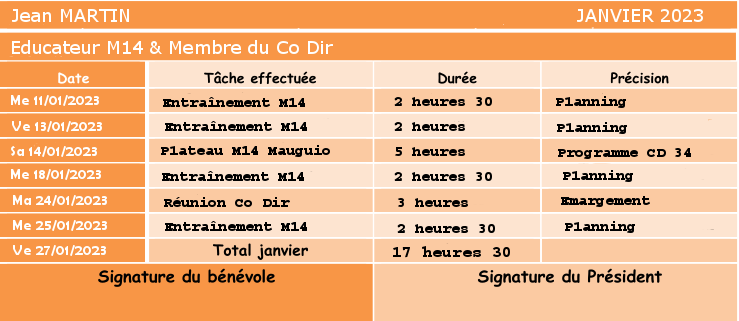 Jean MARTIN JANVIER 2023
Educateur M14 & Membre du Co Dir
Date Tâche effectuée Durée Précision
Me 11/01/2023 Entraînement M14 2 heures 30 Planning
Ve 13/01/2023 Entraînement M14 2 heures Planning
Sa 14/01/2023 Plateau M14 Mauguio 5 heures Programme CD 34
Me 18/01/2023 Entraînement M14 2 heures 30 Planning
Ma 24/01/2023 Réunion Co Dir 3 heures Emargement
Me 25/01/2023 Entraînement M14 2 heures 30 Planning
Ve 27/01/2023 Total janvier 17 heures 30
Signature du bénévole Signature du Président